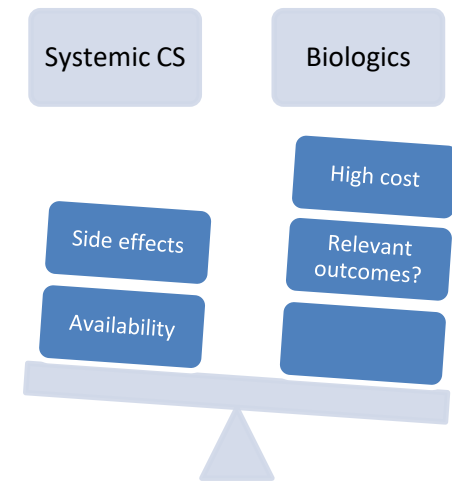 Systemic CS
Biologics
High cost
Side effects
Relevant
outcomes?
Availability